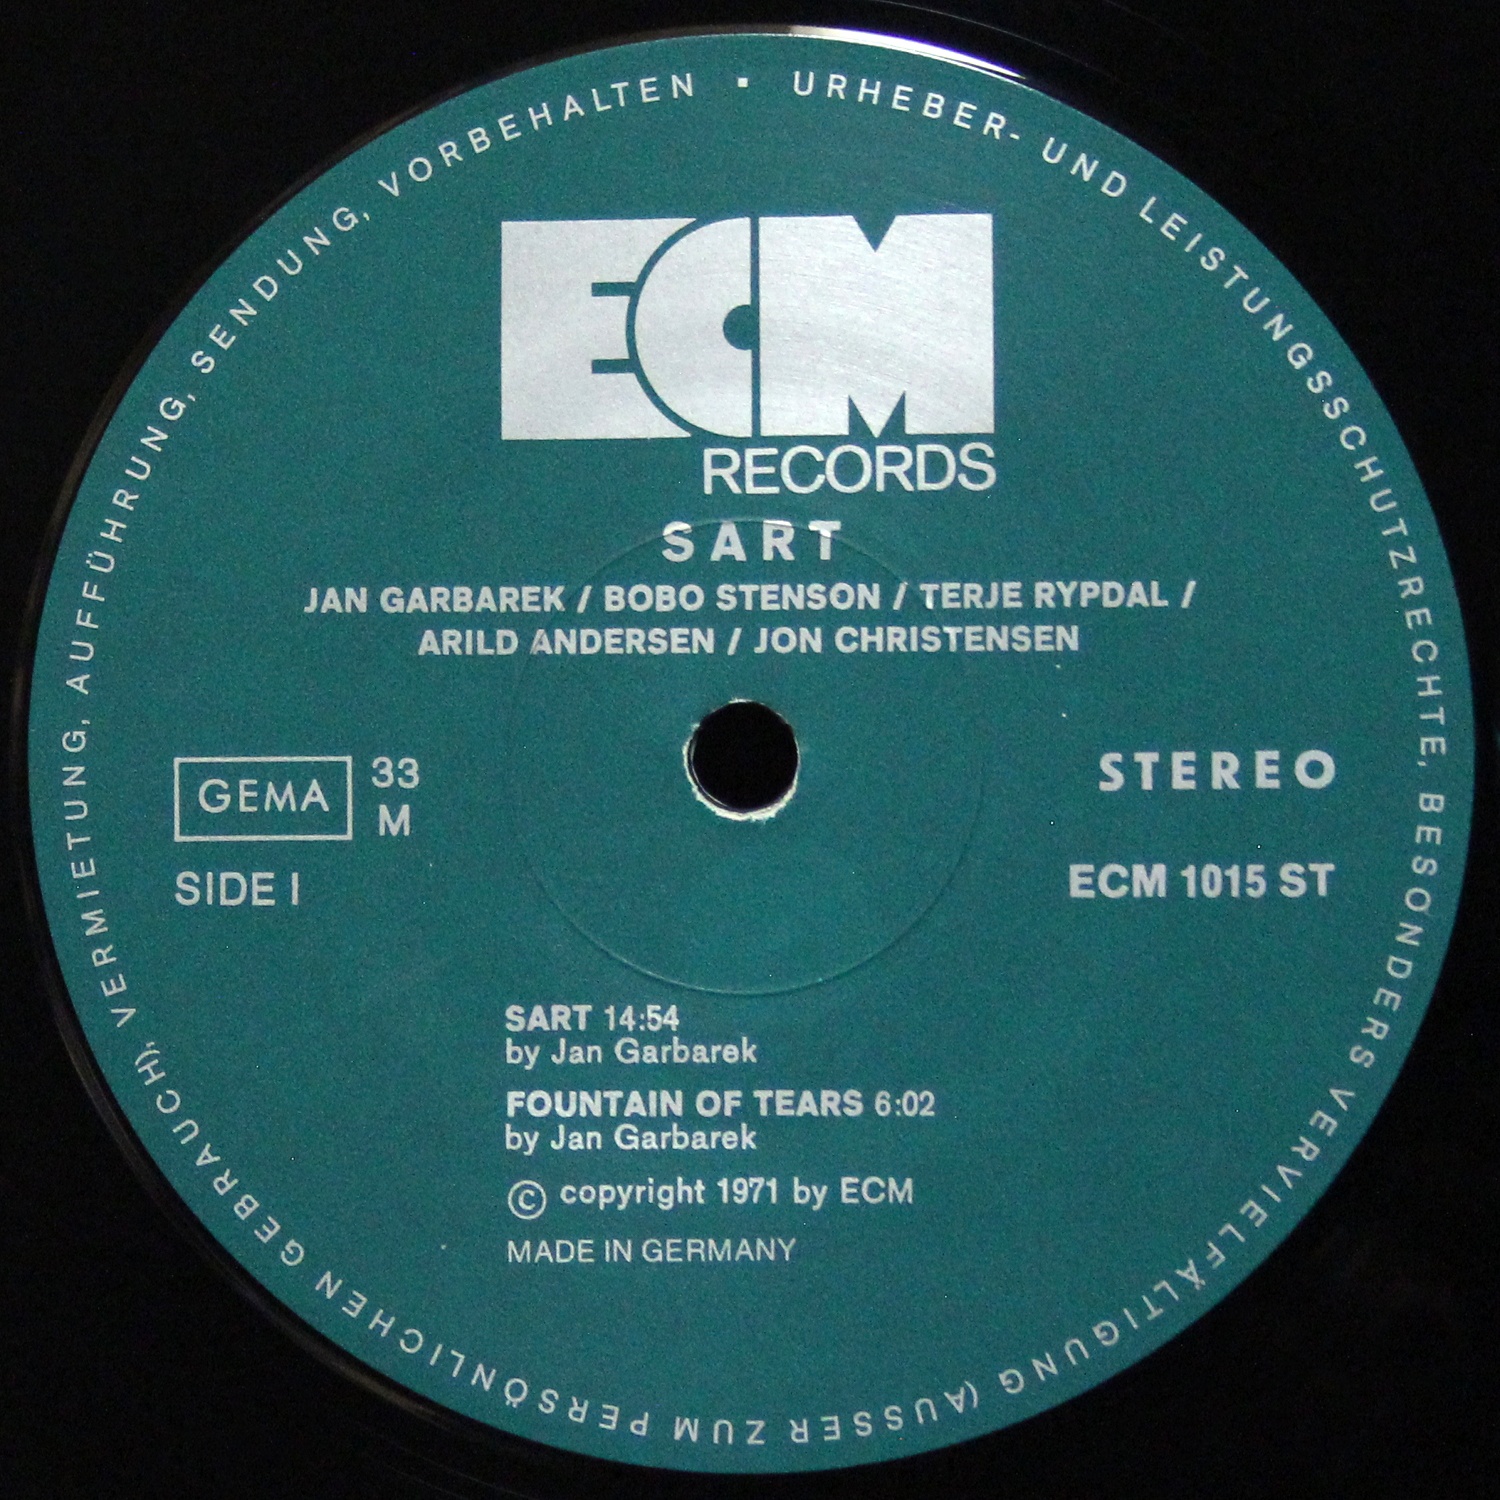 URHEBER- UND LEISTUNGSSCHUTZRECHTE, BESONDERS VERVIELFÄLTIGUNG (AUSSER ZUM PERSÖNLICHEN GEBRAUCH), VERMIETUNG, AUFFÜHRUNG, SENDUNG, VORBEHALTEN ▪
ECM
RECORDS
SART
JAN GARBAREK / BOBO STENSON / TERJE RYPDAL /
ARILD ANDERSEN / JON CHRISTENSEN
GEMA 33
M
STEREO
SIDE I
ECM 1015 ST
SART 14:54
by Jan Garbarek
FOUNTAIN OF TEARS 6:02
by Jan Garbarek
© copyright 1971 by ECM
MADE IN GERMANY